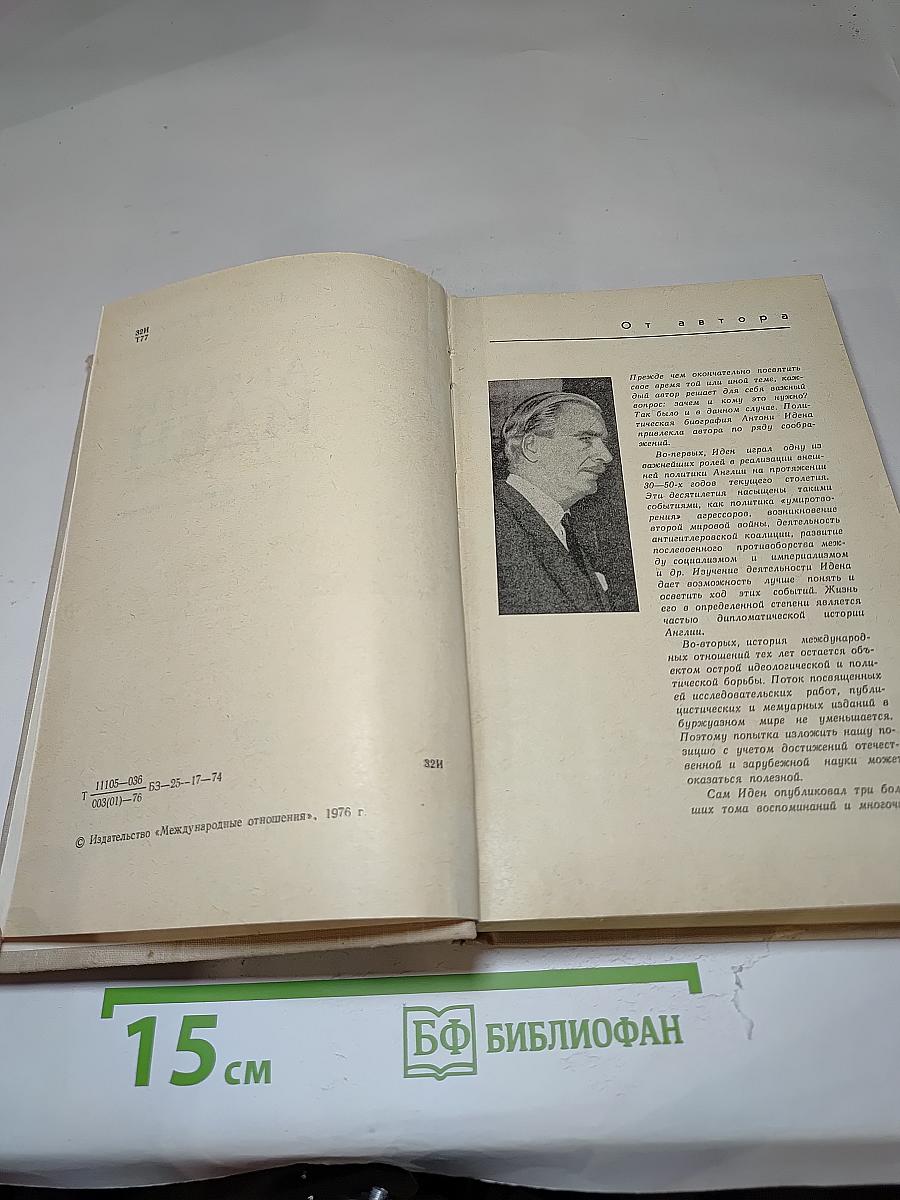 32И
Т77
Т 11105—036 БЗ—25—17—74
003(01)—76
32И
© Издательство «Международные отношения», 1976 г.
От автора
Прежде чем окончательно посвятить
свое время той или иной теме, каж-
дый автор решает для себя важный
вопрос: зачем и кому это нужно?
Так было и в данном случае. Поли-
тическая биография Антони Идена
привлекла автора по ряду сообра-
жений.
Во-первых, Иден играл одну из
важнейших ролей в реализации внеш-
ней политики Англии на протяжении
30—50-х годов текущего столетия.
Эти десятилетия насыщены такими
событиями, как политика «умиротво-
рения» агрессоров, возникновение
второй мировой войны, деятельность
антигитлеровской коалиции, развитие
послевоенного противоборства меж-
ду социализмом и империализмом
и др. Изучение деятельности Идена
дает возможность лучше понять и
осветить ход этих событий. Жизнь
его в определенной степени является
частью дипломатической истории
Англии.
Во-вторых, история международ-
ных отношений тех лет остается объ-
ектом острой идеологической и поли-
тической борьбы. Поток посвященных
ей исследовательских работ, публи-
цистических и мемуарных изданий в
буржуазном мире не уменьшается.
Поэтому попытка изложить нашу по-
зицию с учетом достижений отечест-
венной и зарубежной науки может
оказаться полезной.
Сам Иден опубликовал три бол
ших тома воспоминаний и многоч
15 см
БФ БИБЛИОФАН